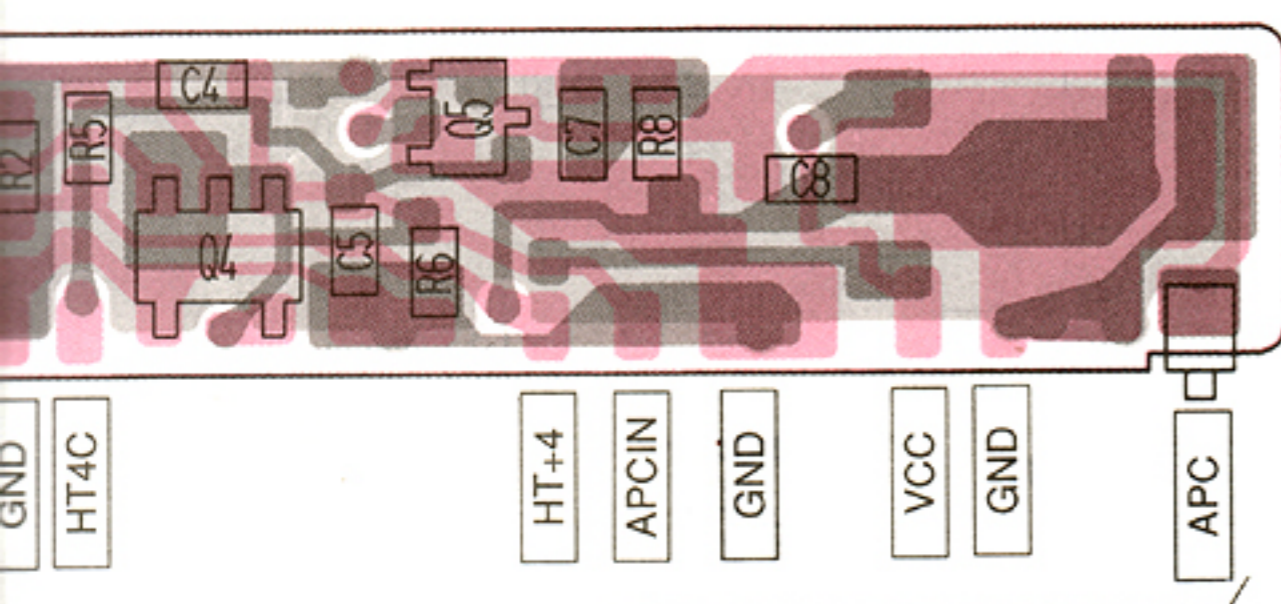 C4
Q5
R5
C7
R8
R2
C8
Q4
C5
R6
GND
HT4C
HT+4
APCIN
GND
VCC
GND
APC